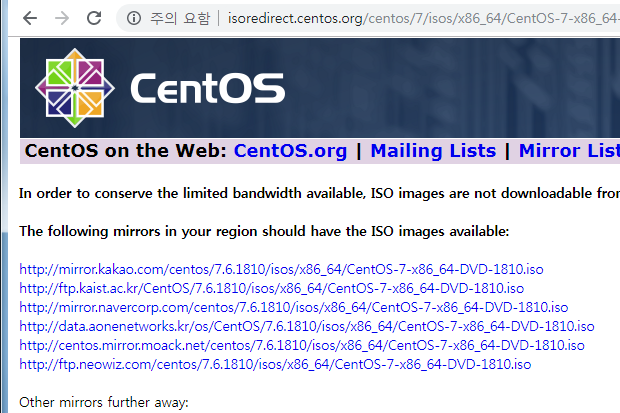 주의 요함 | isoredirect.centos.org/centos/7/isos/x86_64/CentOS-7-x86_64-
CentOS
CentOS on the Web: CentOS.org | Mailing Lists | Mirror List
In order to conserve the limited bandwidth available, ISO images are not downloadable from
The following mirrors in your region should have the ISO images available:
http://mirror.kakao.com/centos/7.6.1810/isos/x86_64/CentOS-7-x86_64-DVD-1810.iso
http://ftp.kaist.ac.kr/CentOS/7.6.1810/isos/x86_64/CentOS-7-x86_64-DVD-1810.iso
http://mirror.navercorp.com/centos/7.6.1810/isos/x86_64/CentOS-7-x86_64-DVD-1810.iso
http://data.aonenetworks.kr/os/CentOS/7.6.1810/isos/x86_64/CentOS-7-x86_64-DVD-1810.iso
http://centos.mirror.moack.net/centos/7.6.1810/isos/x86_64/CentOS-7-x86_64-DVD-1810.iso
http://ftp.neowiz.com/centos/7.6.1810/isos/x86_64/CentOS-7-x86_64-DVD-1810.iso
Other mirrors further away: